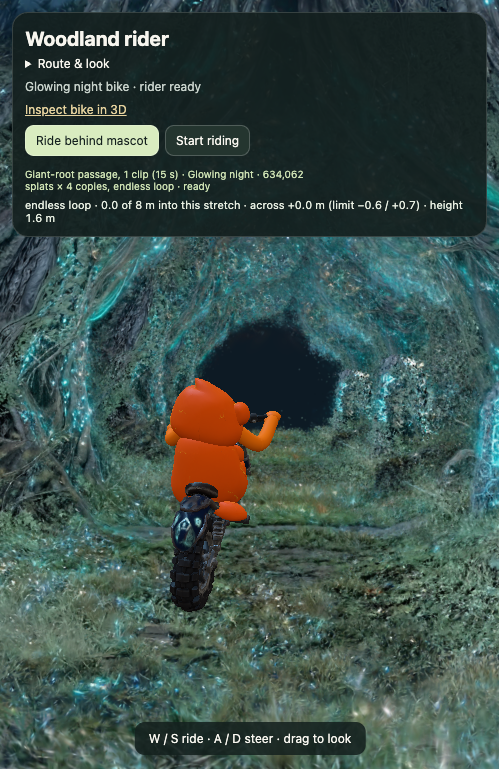 Woodland rider
▶ Route & look
Glowing night bike · rider ready
Inspect bike in 3D
Ride behind mascot
Start riding
Giant-root passage, 1 clip (15 s) · Glowing night · 634,062
splats × 4 copies, endless loop · ready
endless loop · 0.0 of 8 m into this stretch · across +0.0 m (limit −0.6 / +0.7) · height
1.6 m
W / S ride · A / D steer · drag to look